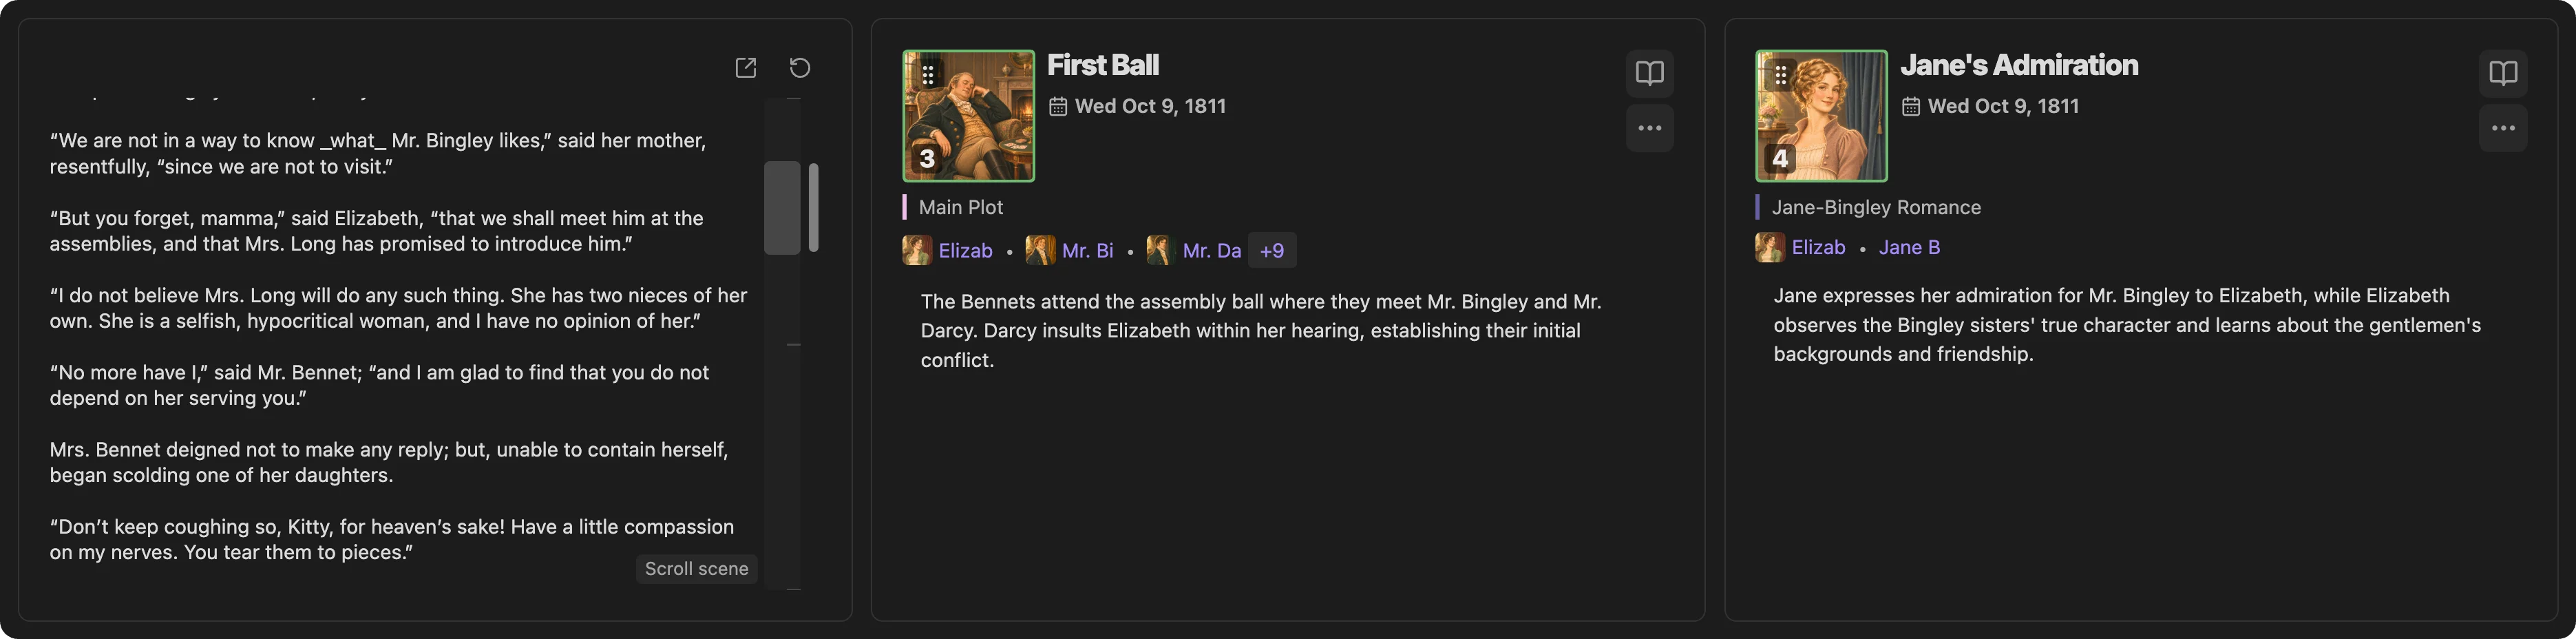 “We are not in a way to know _what_ Mr. Bingley likes,” said her mother,
resentfully, “since we are not to visit.”
“But you forget, mamma,” said Elizabeth, “that we shall meet him at the
assemblies, and that Mrs. Long has promised to introduce him.”
“I do not believe Mrs. Long will do any such thing. She has two nieces of her
own. She is a selfish, hypocritical woman, and I have no opinion of her.”
“No more have I,” said Mr. Bennet; “and I am glad to find that you do not
depend on her serving you.”
Mrs. Bennet deigned not to make any reply; but, unable to contain herself,
began scolding one of her daughters.
“Don’t keep coughing so, Kitty, for heaven’s sake! Have a little compassion
on my nerves. You tear them to pieces.”
Scroll scene
First Ball
Wed Oct 9, 1811
3
Main Plot
Elizab • Mr. Bi • Mr. Da +9
The Bennets attend the assembly ball where they meet Mr. Bingley and Mr.
Darcy. Darcy insults Elizabeth within her hearing, establishing their initial
conflict.
Jane's Admiration
Wed Oct 9, 1811
4
Jane-Bingley Romance
Elizab • Jane B
Jane expresses her admiration for Mr. Bingley to Elizabeth, while Elizabeth
observes the Bingley sisters' true character and learns about the gentlemen's
backgrounds and friendship.